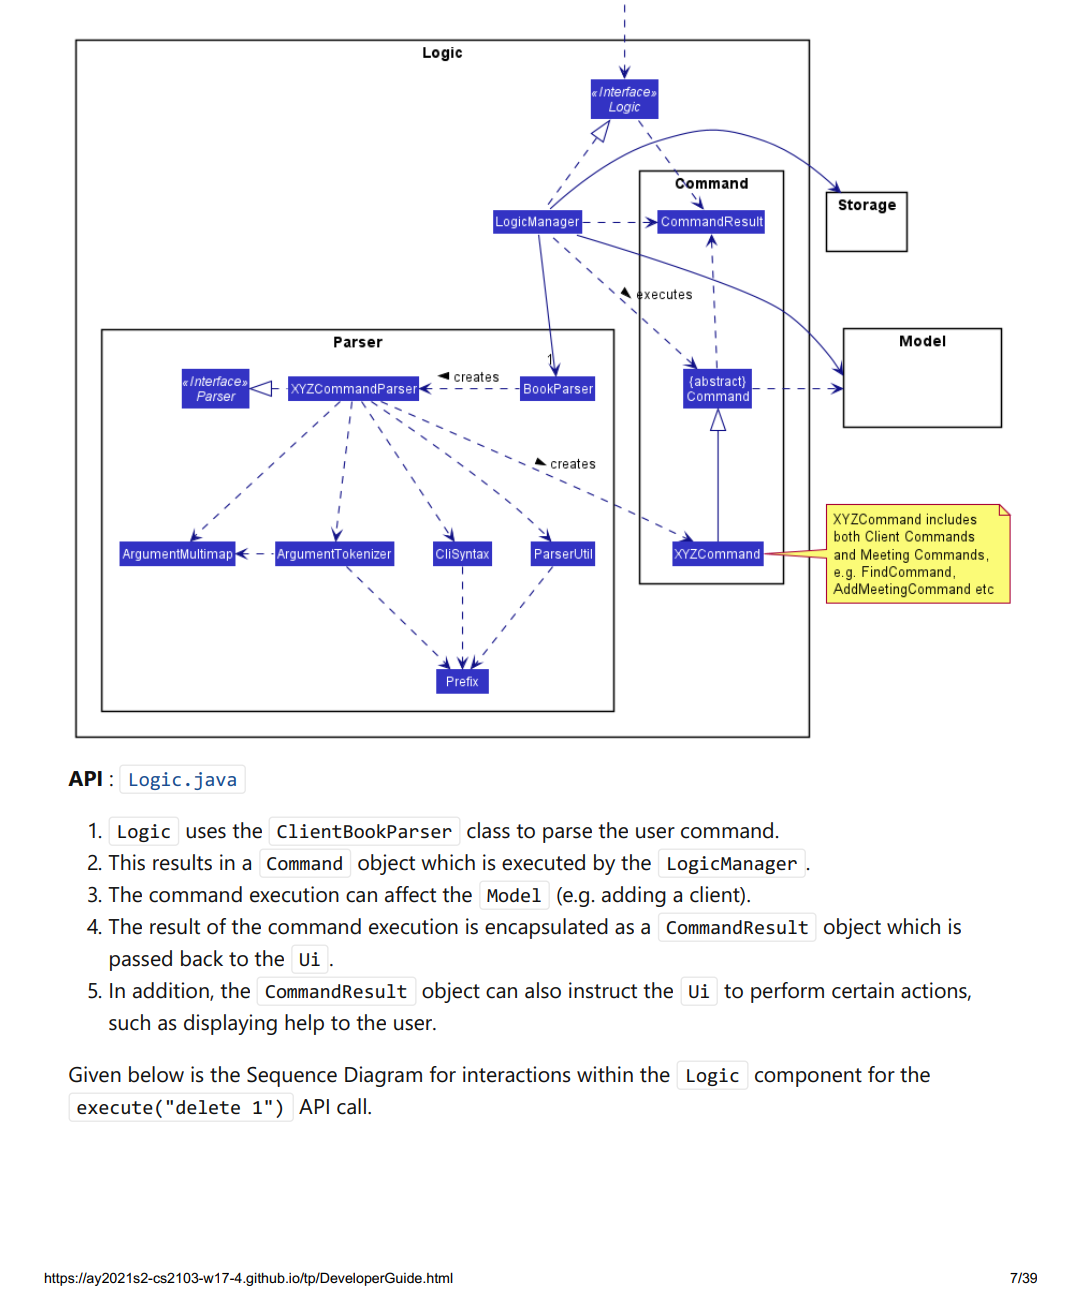 Logic
«Interface»
Logic
Command
Storage
LogicManager
CommandResult
executes
Parser
Model
1
«Interface»
Parser
XYZCommandParser
creates
BookParser
{abstract}
Command
creates
ArgumentMultimap
ArgumentTokenizer
CliSyntax
ParserUtil
XYZCommand
XYZCommand includes
both Client Commands
and Meeting Commands,
e.g. FindCommand,
AddMeetingCommand etc
Prefix
API : Logic.java
1. Logic uses the ClientBookParser class to parse the user command.
2. This results in a Command object which is executed by the LogicManager .
3. The command execution can affect the Model (e.g. adding a client).
4. The result of the command execution is encapsulated as a CommandResult object which is
passed back to the Ui .
5. In addition, the CommandResult object can also instruct the Ui to perform certain actions,
such as displaying help to the user.
Given below is the Sequence Diagram for interactions within the Logic component for the
execute("delete 1") API call.
https://ay2021s2-cs2103-w17-4.github.io/tp/DeveloperGuide.html
7/39